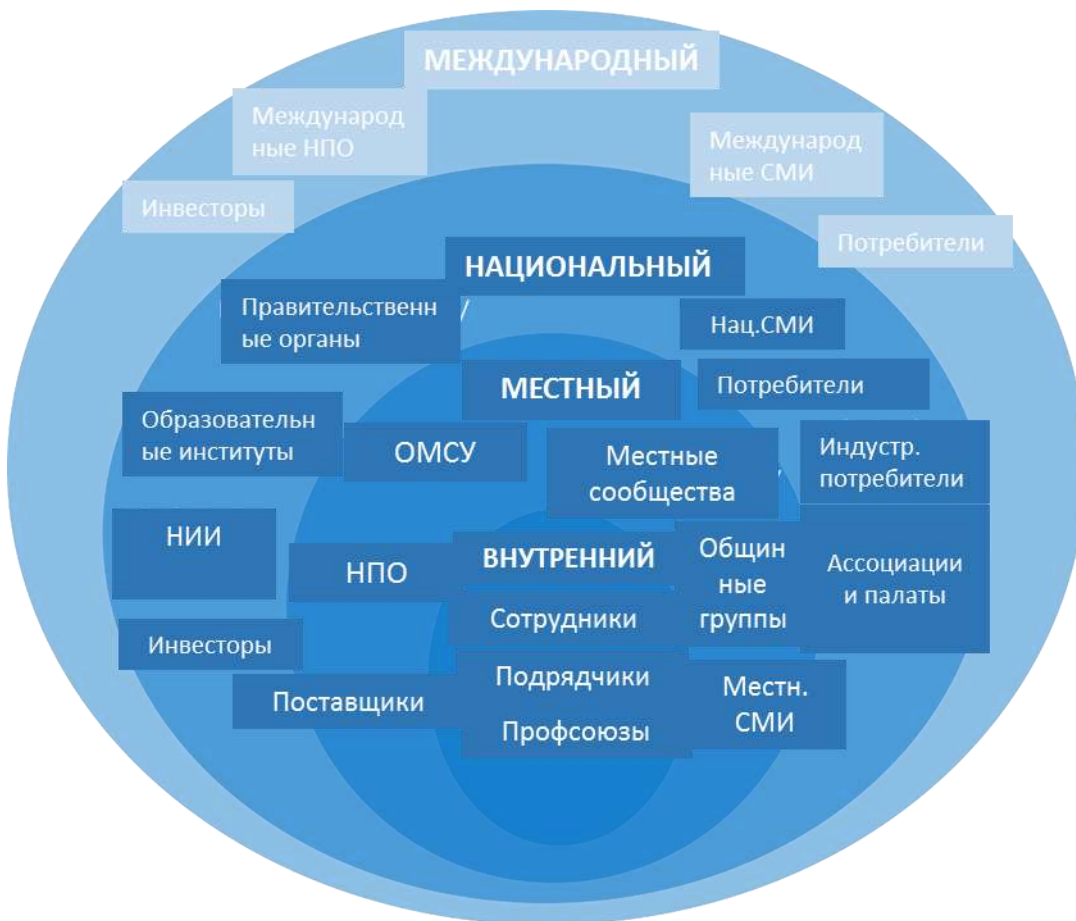 МЕЖДУНАРОДНЫЙ
Международ
ные НПО
Международ
ные СМИ
Инвесторы
Потребители
НАЦИОНАЛЬНЫЙ
Правительственн
ые органы
Нац.СМИ
МЕСТНЫЙ
Потребители
Образовательн
ые институты
ОМСУ
Местные
сообщества
Индустр.
потребители
НИИ
НПО
ВНУТРЕННИЙ
Общин
ные
группы
Ассоциации
и палаты
Сотрудники
Инвесторы
Поставщики
Подрядчики
Профсоюзы
Местн.
СМИ